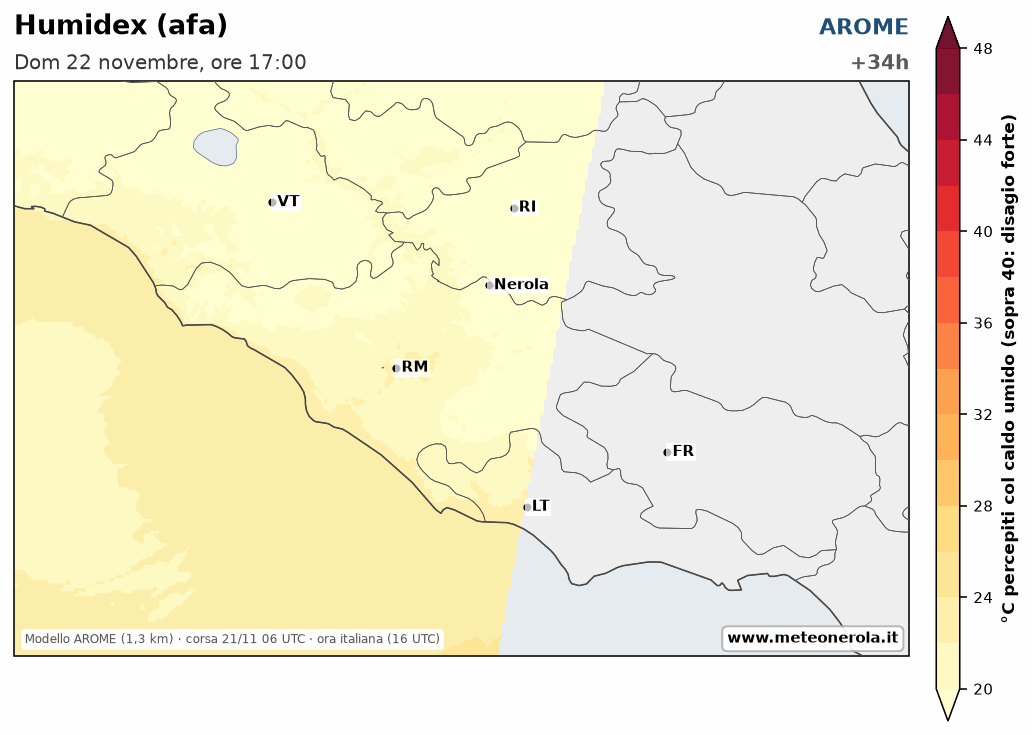 Humidex (afa)
AROME
Dom 22 novembre, ore 17:00
+34h
VT
RI
Nerola
RM
FR
LT
Modello AROME (1,3 km) · corsa 21/11 06 UTC · ora italiana (16 UTC)
www.meteonerola.it
48
44
40
36
32
28
24
20
°C percepiti col caldo umido (sopra 40: disagio forte)